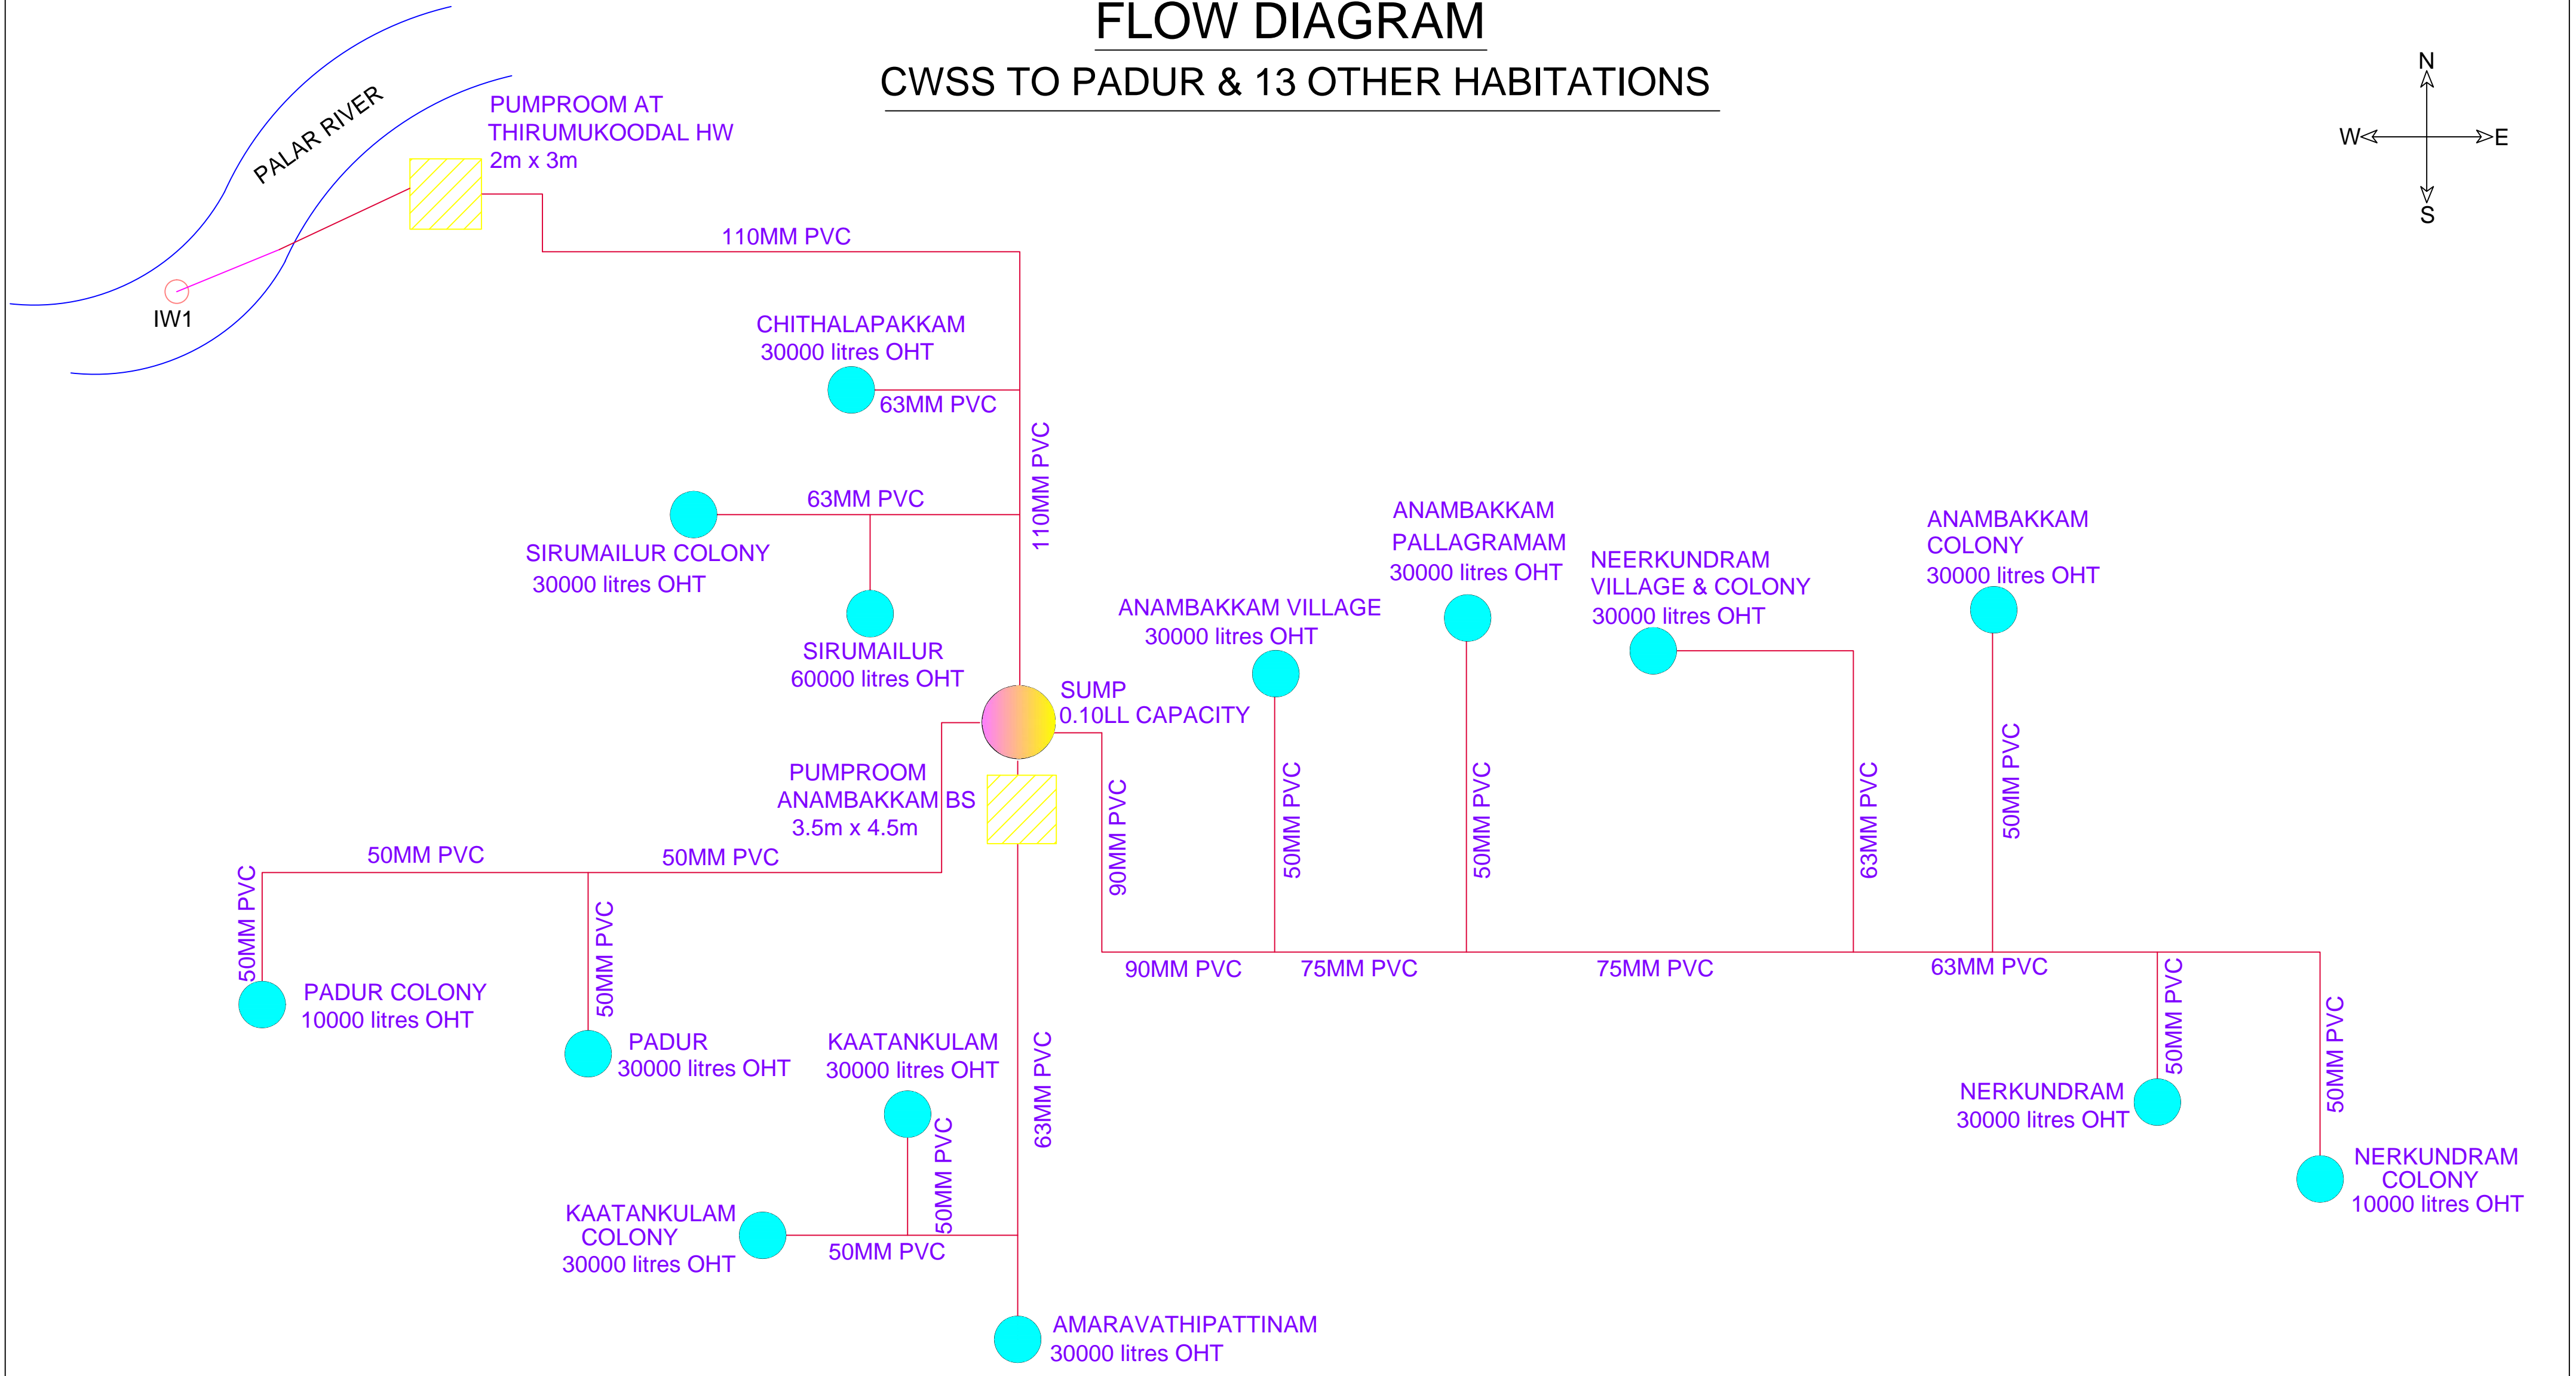 FLOW DIAGRAM
CWSS TO PADUR & 13 OTHER HABITATIONS
N
W
E
S
PALAR RIVER
IW1
PUMPROOM AT
THIRUMUKOODAL HW
2m x 3m
110MM PVC
CHITHALAPAKKAM
30000 litres OHT
63MM PVC
110MM PVC
63MM PVC
SIRUMAILUR COLONY
30000 litres OHT
SIRUMAILUR
60000 litres OHT
SUMP
0.10LL CAPACITY
PUMPROOM
ANAMBAKKAM BS
3.5m x 4.5m
ANAMBAKKAM VILLAGE
30000 litres OHT
ANAMBAKKAM
PALLAGRAMAM
30000 litres OHT
NEERKUNDRAM
VILLAGE & COLONY
30000 litres OHT
ANAMBAKKAM
COLONY
30000 litres OHT
90MM PVC
50MM PVC
50MM PVC
63MM PVC
50MM PVC
90MM PVC
75MM PVC
75MM PVC
63MM PVC
50MM PVC
50MM PVC
NERKUNDRAM
30000 litres OHT
NERKUNDRAM
COLONY
10000 litres OHT
50MM PVC
50MM PVC
50MM PVC
50MM PVC
PADUR COLONY
10000 litres OHT
PADUR
30000 litres OHT
KAATANKULAM
30000 litres OHT
63MM PVC
50MM PVC
KAATANKULAM
COLONY
30000 litres OHT
50MM PVC
AMARAVATHIPATTINAM
30000 litres OHT